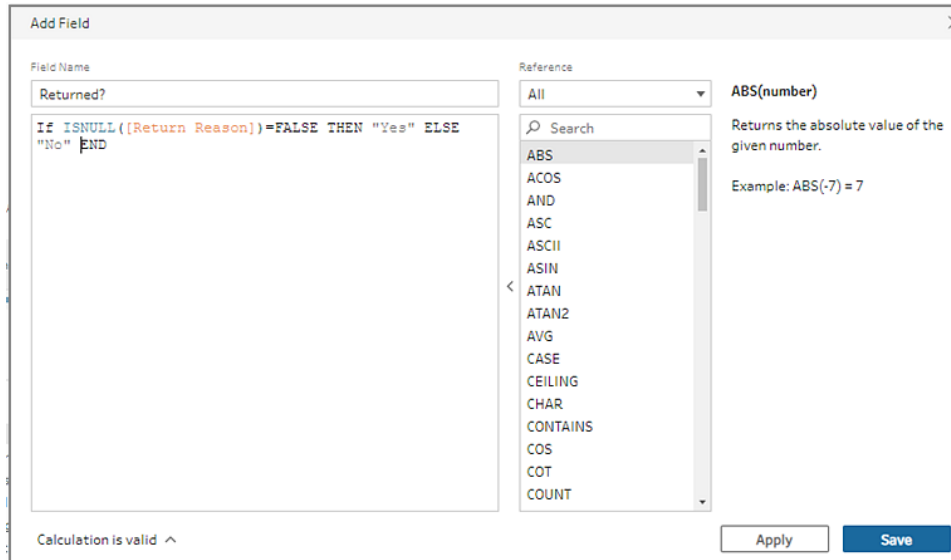 Add Field
Field Name
Returned?
If ISNULL([Return Reason])=FALSE THEN "Yes" ELSE
"No" END
Calculation is valid
Reference
All
Search
ABS
ACOS
AND
ASC
ASCII
ASIN
ATAN
ATAN2
AVG
CASE
CEILING
CHAR
CONTAINS
COS
COT
COUNT
ABS(number)
Returns the absolute value of the
given number.
Example: ABS(-7) = 7
Apply
Save